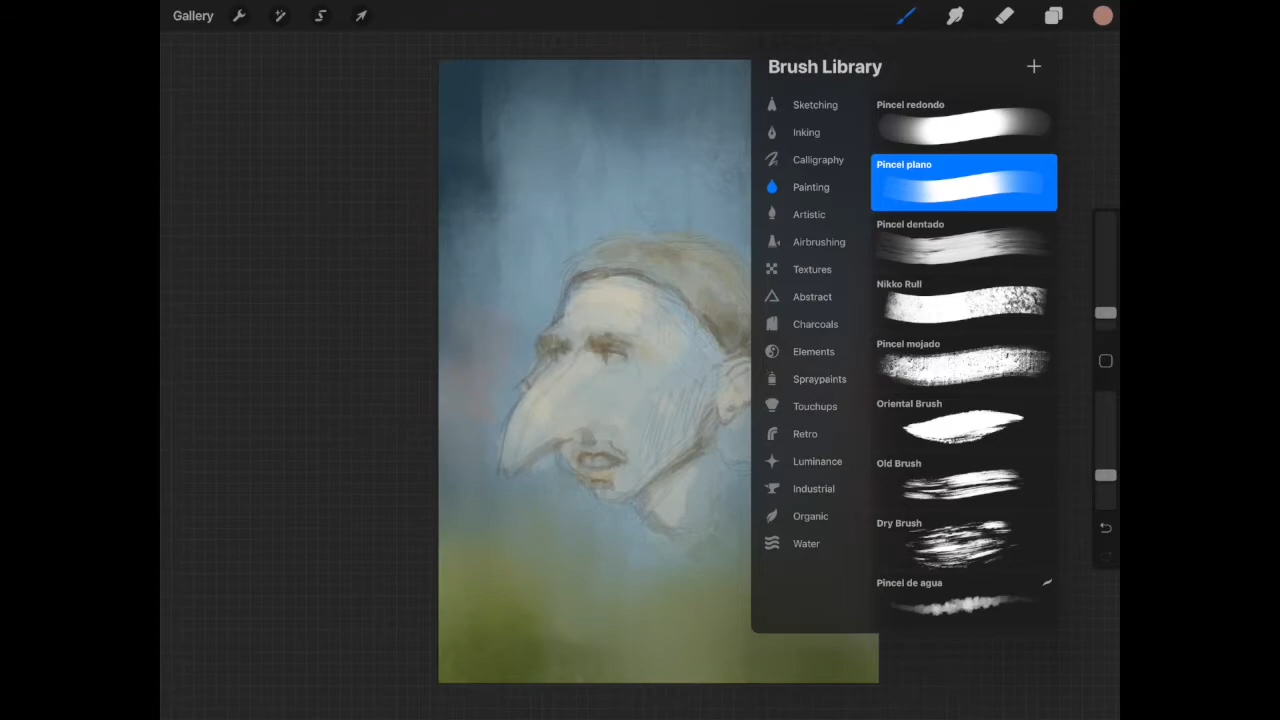 Gallery
Brush Library
Sketching
Inking
Calligraphy
Painting
Artistic
Airbrushing
Textures
Abstract
Charcoals
Elements
Spraypaints
Touchups
Retro
Luminance
Industrial
Organic
Water
Pincel redondo
Pincel plano
Pincel dentado
Nikko Rull
Pincel mojado
Oriental Brush
Old Brush
Dry Brush
Pincel de agua